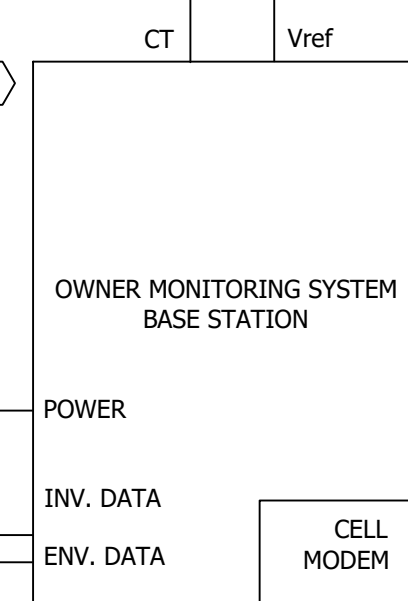 CT
Vref
OWNER MONITORING SYSTEM
BASE STATION
POWER
INV. DATA
ENV. DATA
CELL
MODEM